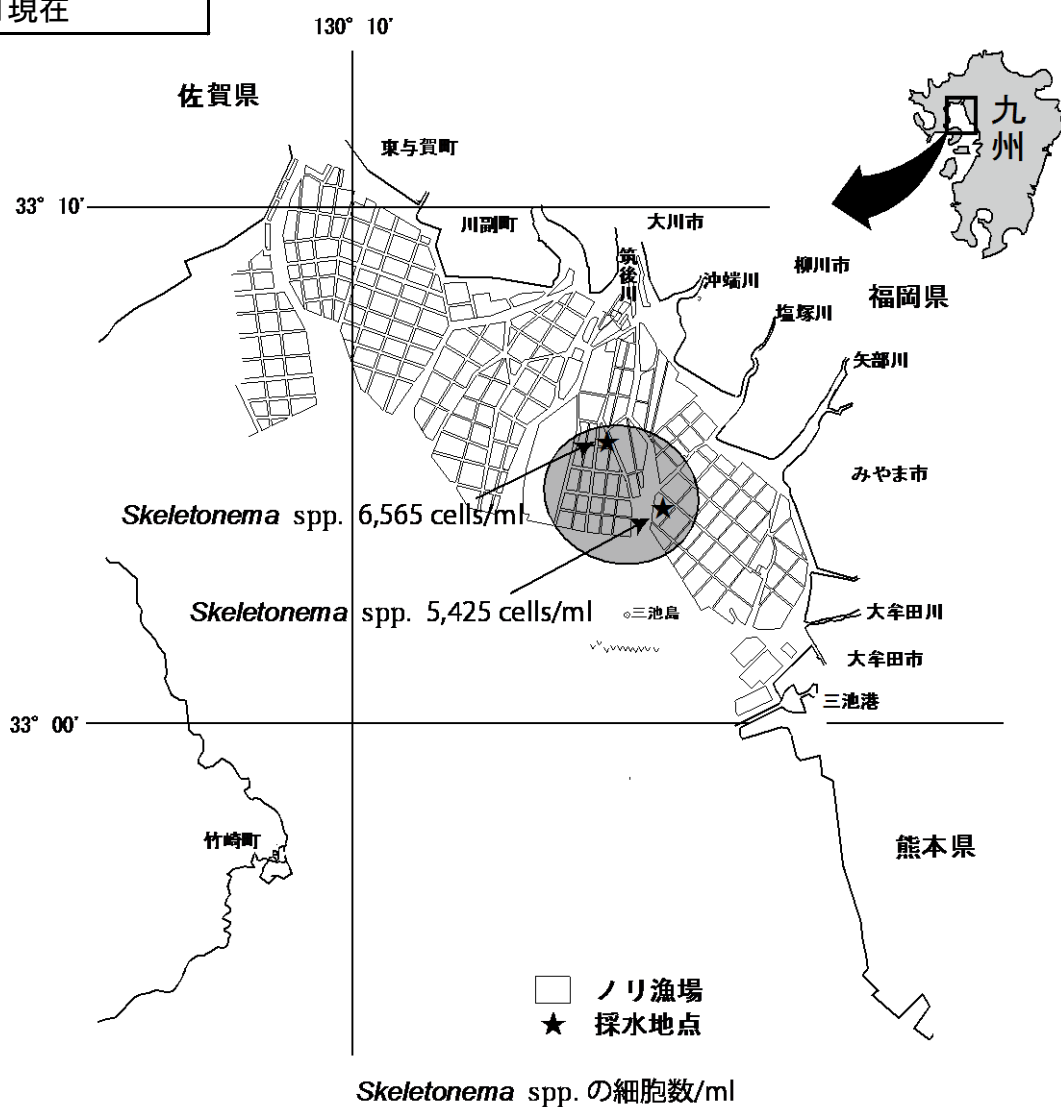 現在
130° 10′
佐賀県
九州
東与賀町
33° 10′
川副町
大川市
筑後川
柳川市
沖端川
福岡県
塩塚川
矢部川
みやま市
Skeletonema spp. 6,565 cells/ml
Skeletonema spp. 5,425 cells/ml
三池島
大牟田川
大牟田市
三池港
33° 00′
竹崎町
熊本県
ノリ漁場
採水地点
Skeletonema spp. の細胞数/ml